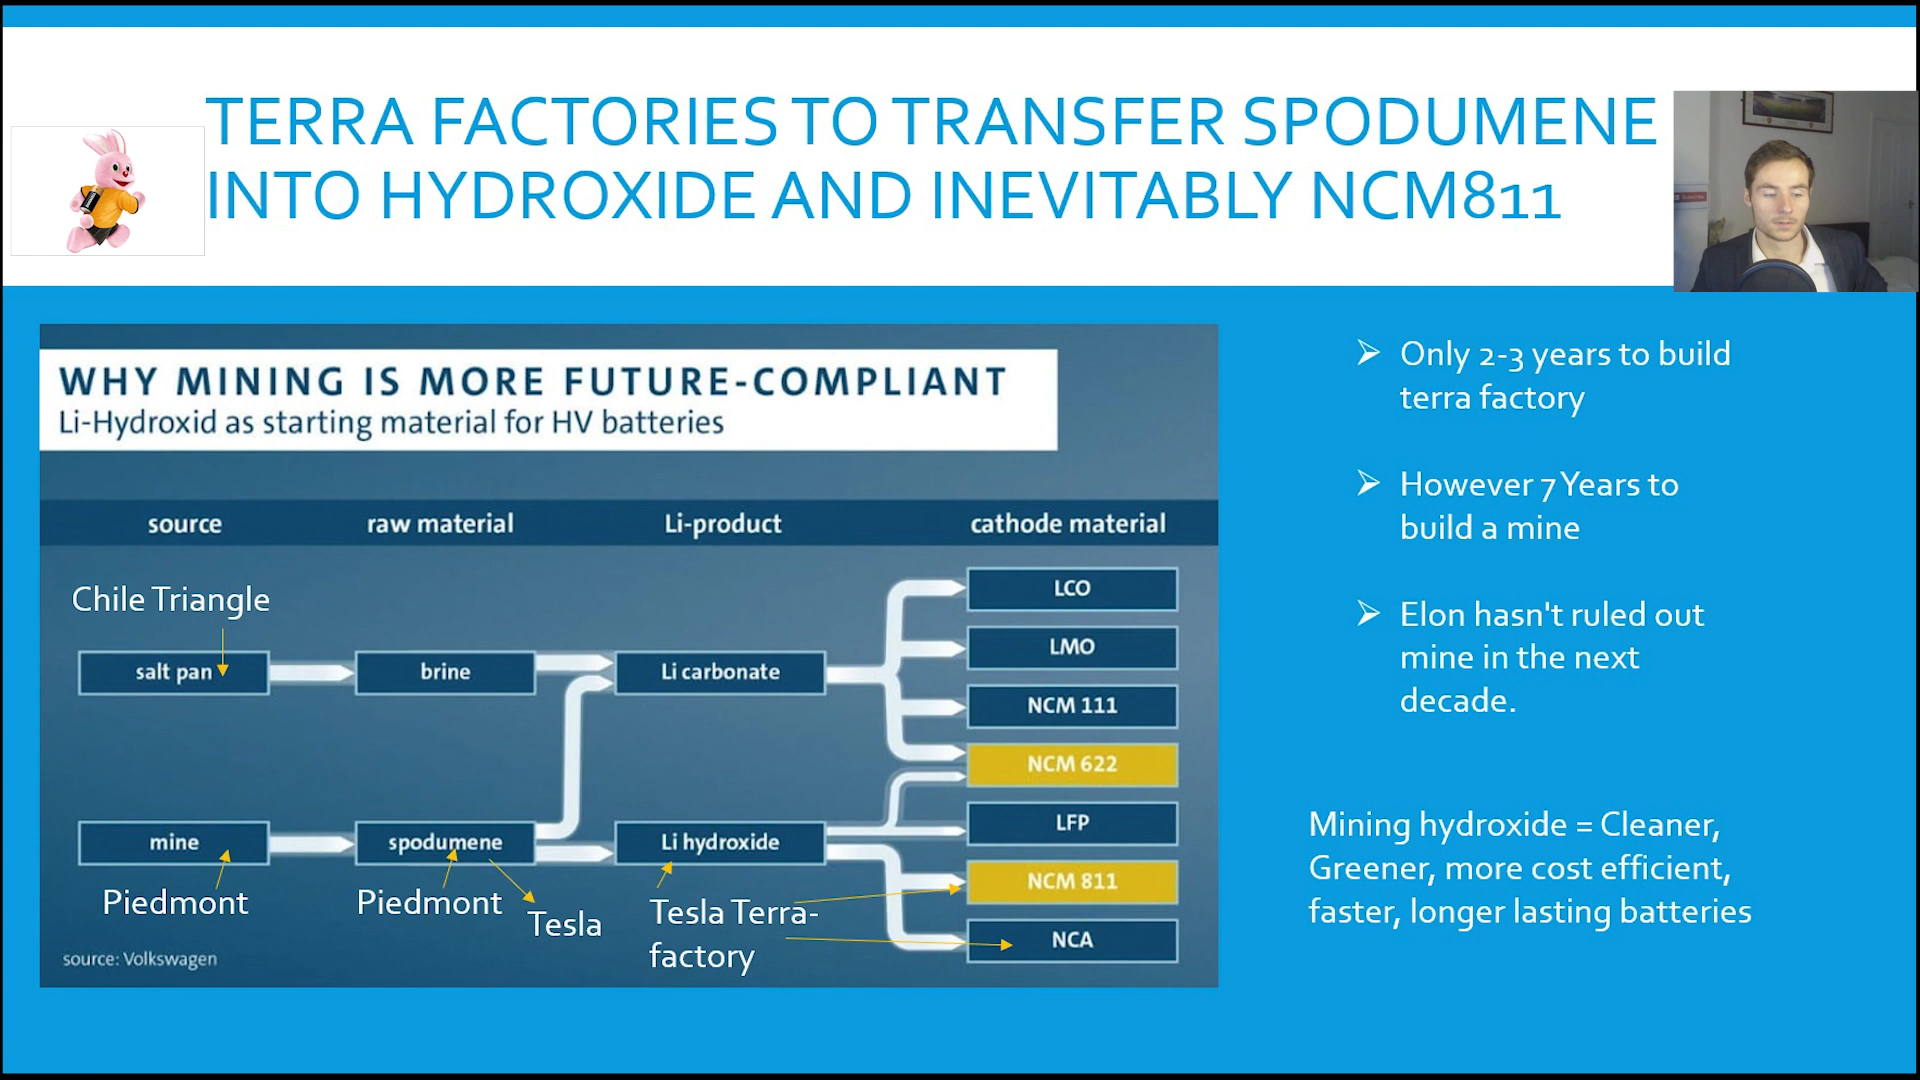 TERRA FACTORIES TO TRANSFER SPODUMENE
INTO HYDROXIDE AND INEVITABLY NCM811
WHY MINING IS MORE FUTURE-COMPLIANT
Li-Hydroxid as starting material for HV batteries
source
raw material
Li-product
cathode material
Chile Triangle
salt pan
brine
Li carbonate
LCO
LMO
NCM 111
NCM 622
mine
spodumene
Li hydroxide
LFP
NCM 811
NCA
Piedmont
Piedmont
Tesla
Tesla Terra-
factory
source: Volkswagen
Only 2-3 years to build
terra factory
However 7 Years to
build a mine
Elon hasn't ruled out
mine in the next
decade.
Mining hydroxide = Cleaner,
Greener, more cost efficient,
faster, longer lasting batteries